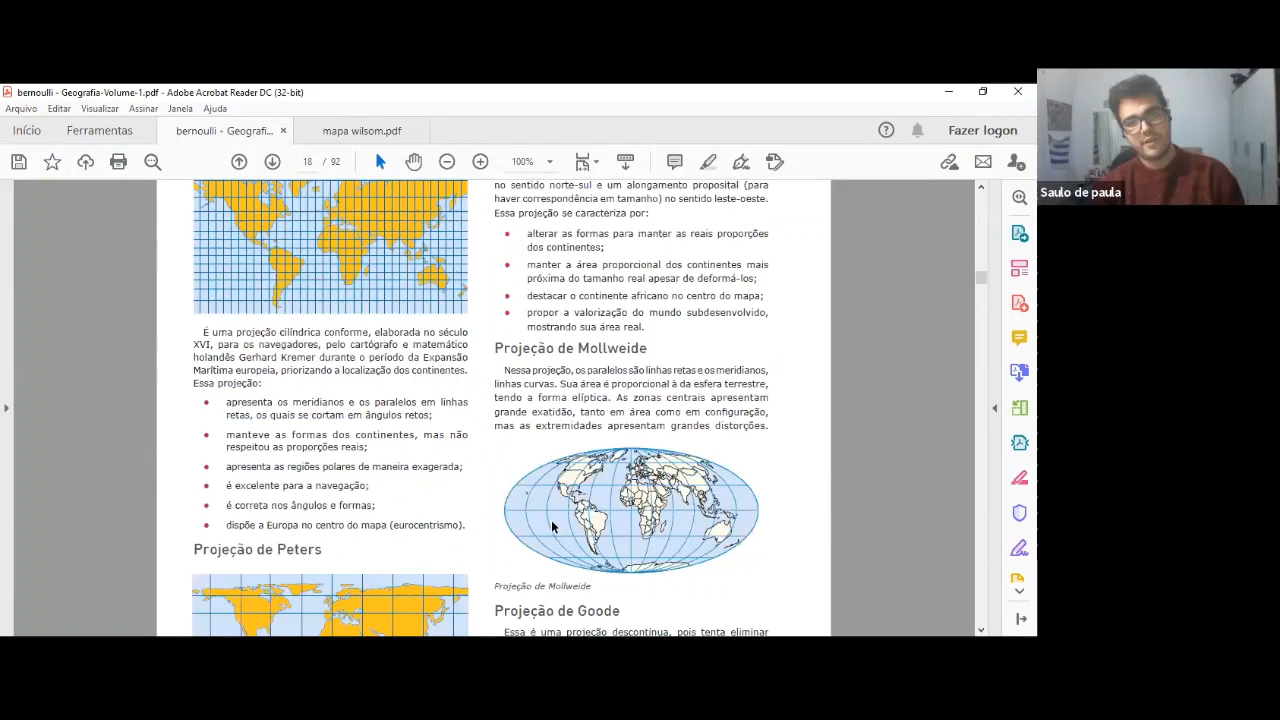 bernoulli - Geografia-Volume-1.pdf - Adobe Acrobat Reader DC (32-bit)
Arquivo Editar Visualizar Assinar Janela Ajuda
Início Ferramentas bernoulli - Geografi... × mapa wilsom.pdf Fazer logon
18 / 92 100%
Saulo de paula
É uma projeção cilíndrica conforme, elaborada no século
XVI, para os navegadores, pelo cartógrafo e matemático
holandês Gerhard Kremer durante o período da Expansão
Marítima europeia, priorizando a localização dos continentes.
Essa projeção:
• apresenta os meridianos e os paralelos em linhas
retas, os quais se cortam em ângulos retos;
• manteve as formas dos continentes, mas não
respeitou as proporções reais;
• apresenta as regiões polares de maneira exagerada;
• é excelente para a navegação;
• é correta nos ângulos e formas;
• dispõe a Europa no centro do mapa (eurocentrismo).
Projeção de Peters
no sentido norte-sul e um alongamento proposital (para
haver correspondência em tamanho) no sentido leste-oeste.
Essa projeção se caracteriza por:
• alterar as formas para manter as reais proporções
dos continentes;
• manter a área proporcional dos continentes mais
próxima do tamanho real apesar de deformá-los;
• destacar o continente africano no centro do mapa;
• propor a valorização do mundo subdesenvolvido,
mostrando sua área real.
Projeção de Mollweide
Nessa projeção, os paralelos são linhas retas e os meridianos,
linhas curvas. Sua área é proporcional à da esfera terrestre,
tendo a forma elíptica. As zonas centrais apresentam
grande exatidão, tanto em área como em configuração,
mas as extremidades apresentam grandes distorções.
Projeção de Mollweide
Projeção de Goode
Essa é uma projeção descontínua, pois tenta eliminar